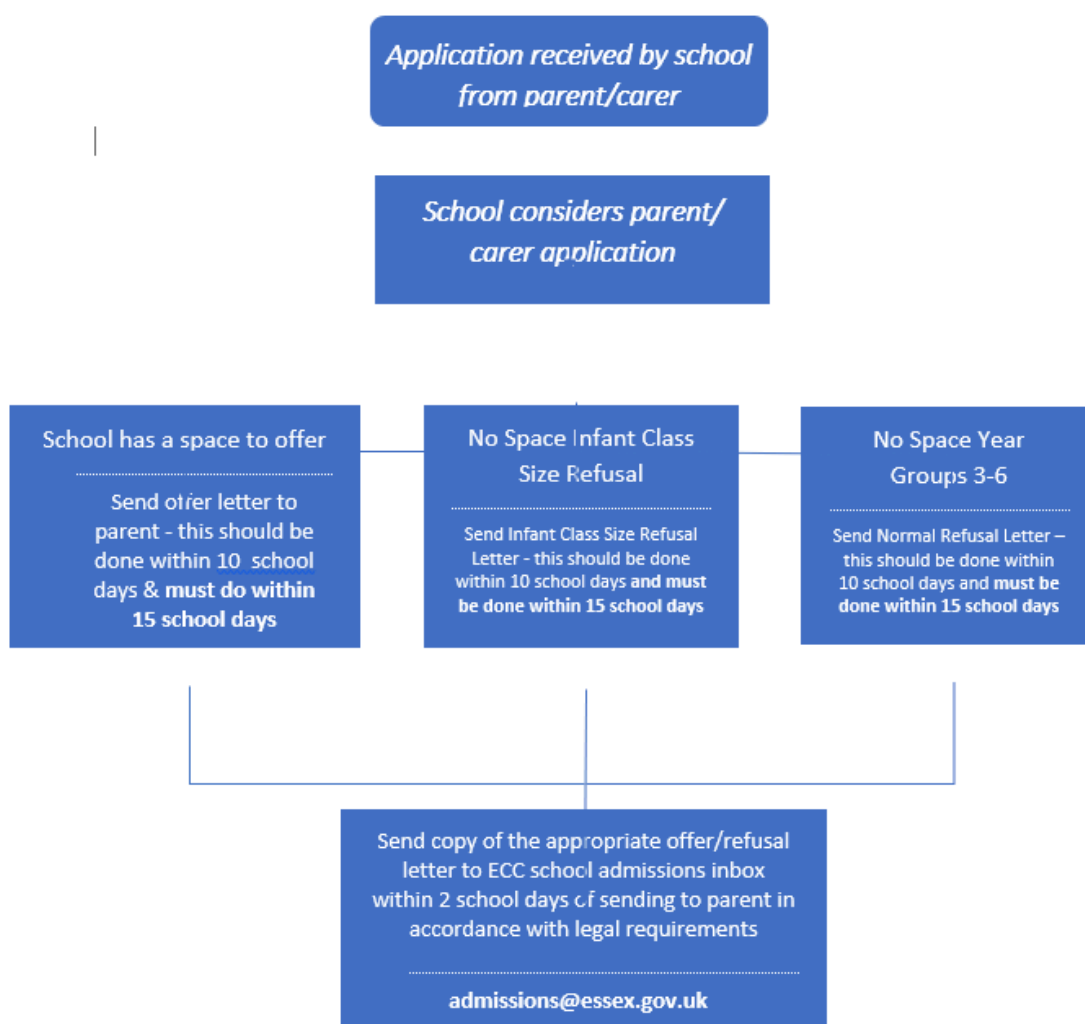 Application received by school
from parent/carer
School considers parent/
carer application
School has a space to offer
Send offer letter to
parent - this should be
done within 10 school
days & must do within
15 school days
No Space Infant Class
Size Refusal
Send Infant Class Size Refusal
Letter - this should be done
within 10 school days and must
be done within 15 school days
No Space Year
Groups 3-6
Send Normal Refusal Letter –
this should be done within
10 school days and must be
done within 15 school days
Send copy of the appropriate offer/refusal
letter to ECC school admissions inbox
within 2 school days of sending to parent in
accordance with legal requirements
admissions@essex.gov.uk